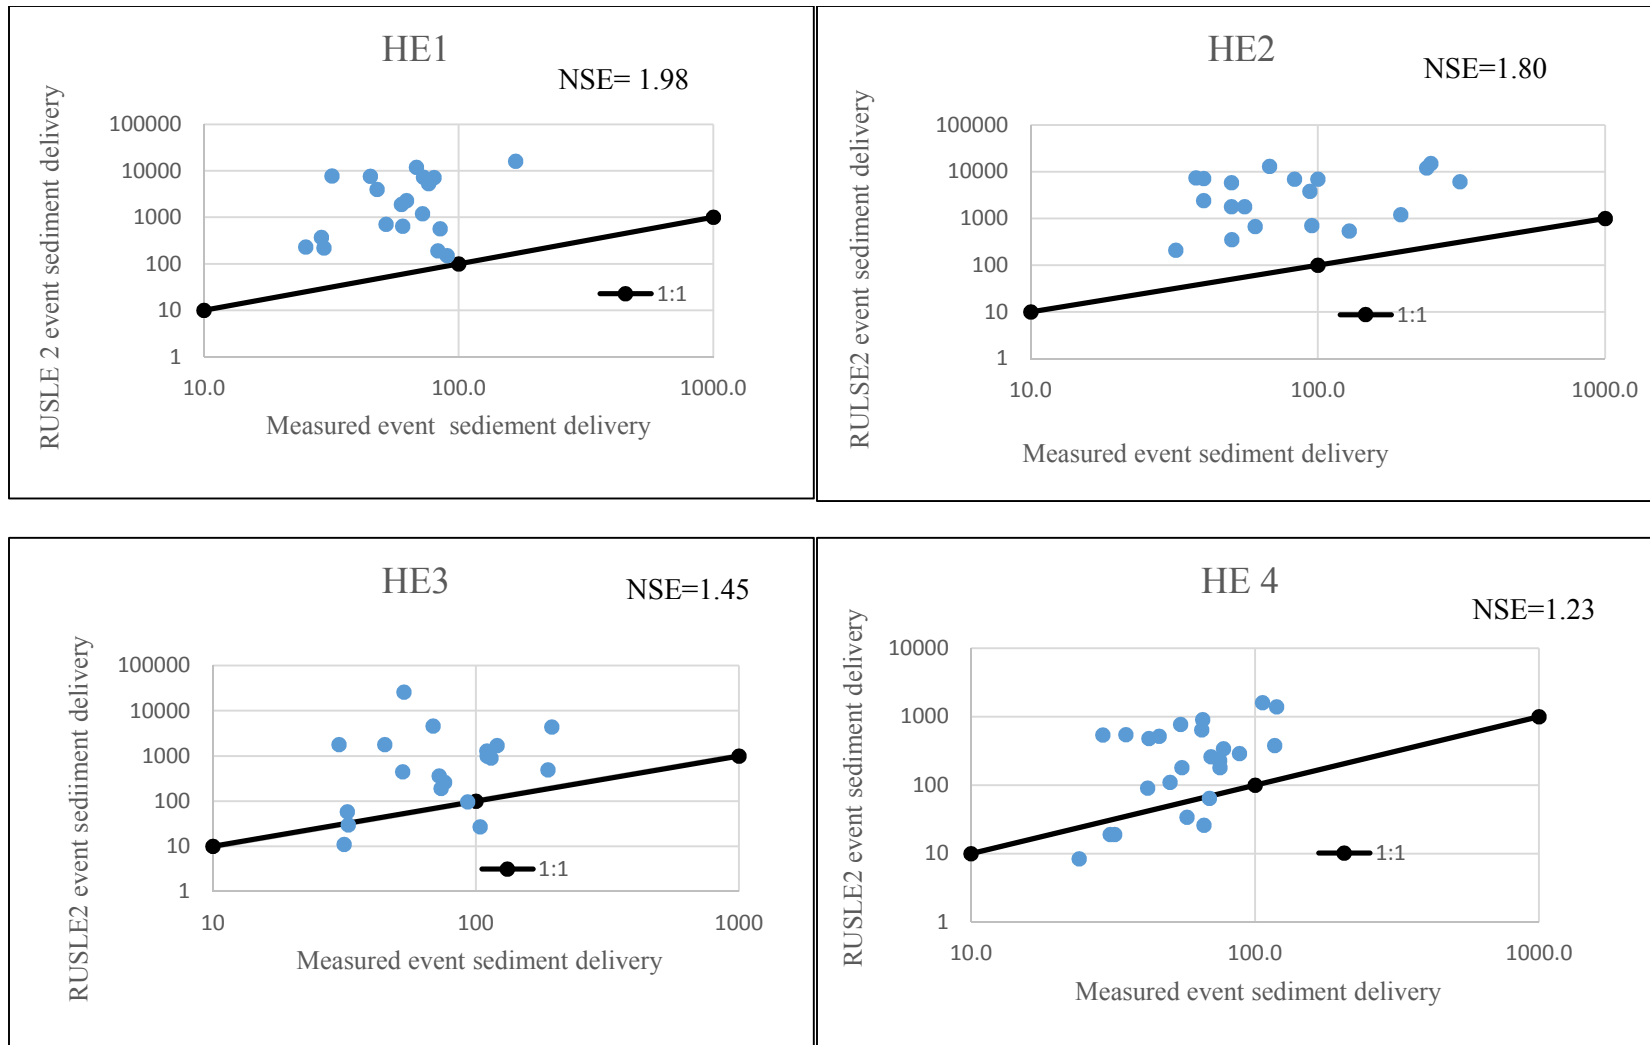 HE1
NSE= 1.98
RUSLE 2 event sediment delivery
100000
10000
1000
100
10
1
1:1
10.0 100.0 1000.0
Measured event sediement delivery
HE2
NSE=1.80
RULSE2 event sediment delivery
100000
10000
1000
100
10
1
1:1
10.0 100.0 1000.0
Measured event sediment delivery
HE3
NSE=1.45
RUSLE2 event sediiment delivery
100000
10000
1000
100
10
1
1:1
10 100 1000
Measured event sediment delivery
HE 4
NSE=1.23
RUSLE2 event sediment delivery
10000
1000
100
10
1
1:1
10.0 100.0 1000.0
Measured event sediment delivery